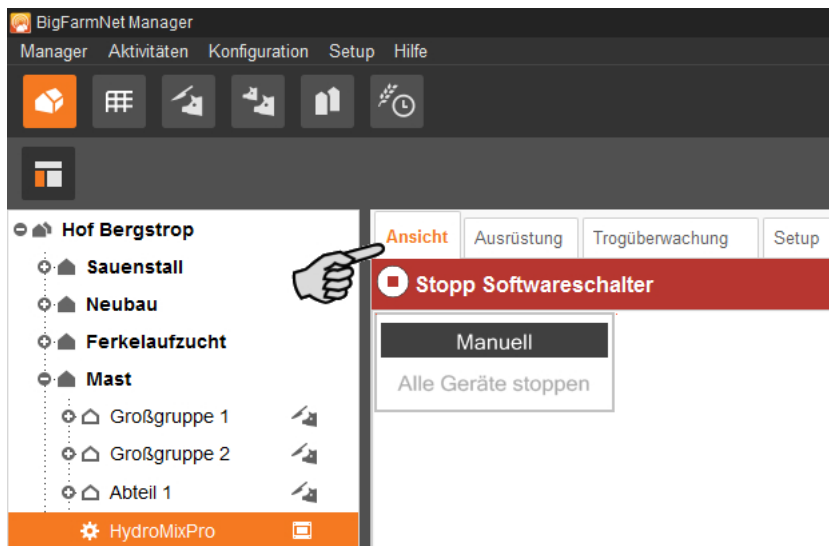 BigFarmNet Manager
Manager Aktivitäten Konfiguration Setup Hilfe
Hof Bergstrop
Sauenstall
Neubau
Ferkelaufzucht
Mast
Großgruppe 1
Großgruppe 2
Abteil 1
HydroMixPro
Ansicht Ausrüstung Trogüberwachung Setup
Stopp Softwareschalter
Manuell
Alle Geräte stoppen